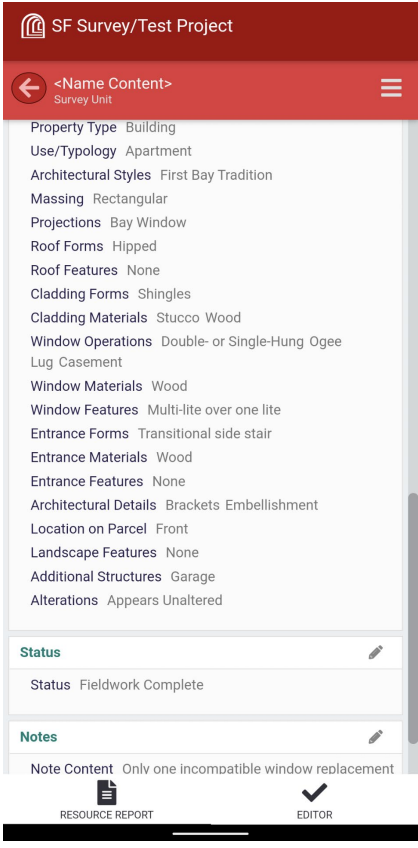 SF Survey/Test Project
<Name Content>
Survey Unit
Property Type Building
Use/Typology Apartment
Architectural Styles First Bay Tradition
Massing Rectangular
Projections Bay Window
Roof Forms Hipped
Roof Features None
Cladding Forms Shingles
Cladding Materials Stucco Wood
Window Operations Double- or Single-Hung Ogee
Lug Casement
Window Materials Wood
Window Features Multi-lite over one lite
Entrance Forms Transitional side stair
Entrance Materials Wood
Entrance Features None
Architectural Details Brackets Embellishment
Location on Parcel Front
Landscape Features None
Additional Structures Garage
Alterations Appears Unaltered
Status
Status Fieldwork Complete
Notes
Note Content Only one incompatible window replacement
RESOURCE REPORT
EDITOR